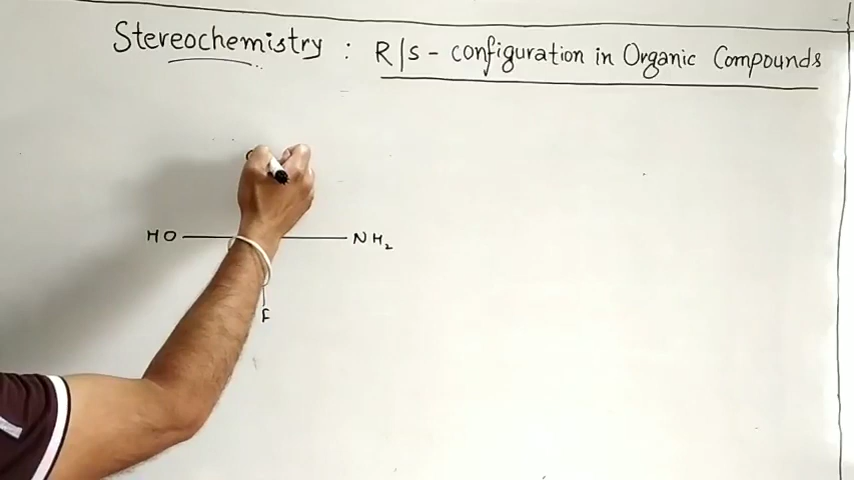 Stereochemistry : R/S - configuration in Organic Compounds
HO NH2
F